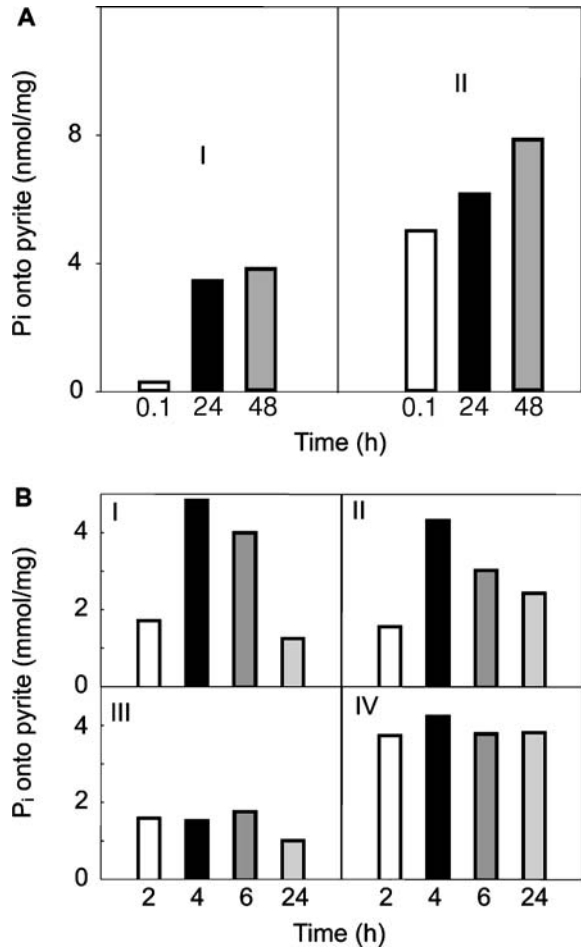 A
Pi onto pyrite (nmol/mg)
8
4
0
I
II
0.1 24 48 0.1 24 48
Time (h)
B
Pi onto pyrite (mmol/mg)
4
2
0
I
II
4
2
0
III
IV
2 4 6 24 2 4 6 24
Time (h)